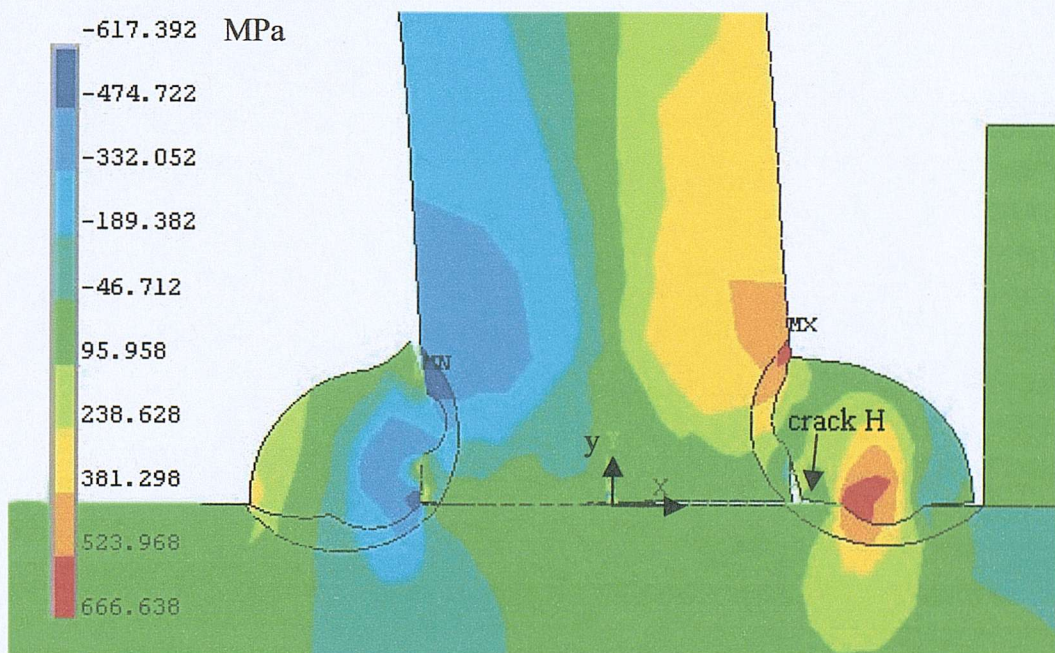 -617.392 MPa
-474.722
-332.052
-189.382
-46.712
95.958
238.628
381.298
523.968
666.638
MX
MN
crack H
y Y
X